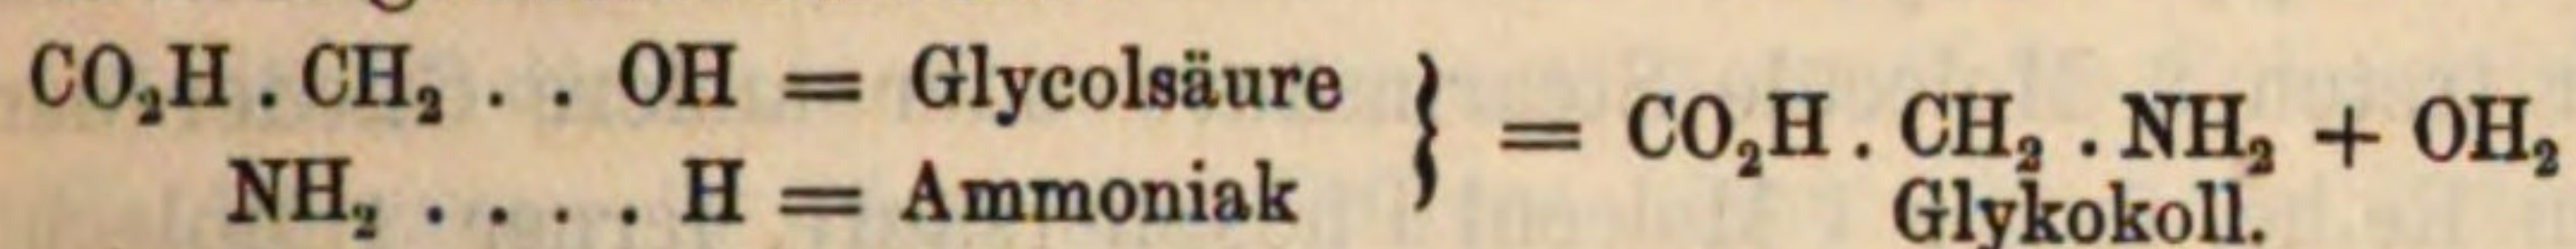 CO₂H . CH₂ . . OH = Glycolsäure
NH₂ . . . . H = Ammoniak
} = CO₂H . CH₂ . NH₂ + OH₂
Glykokoll.